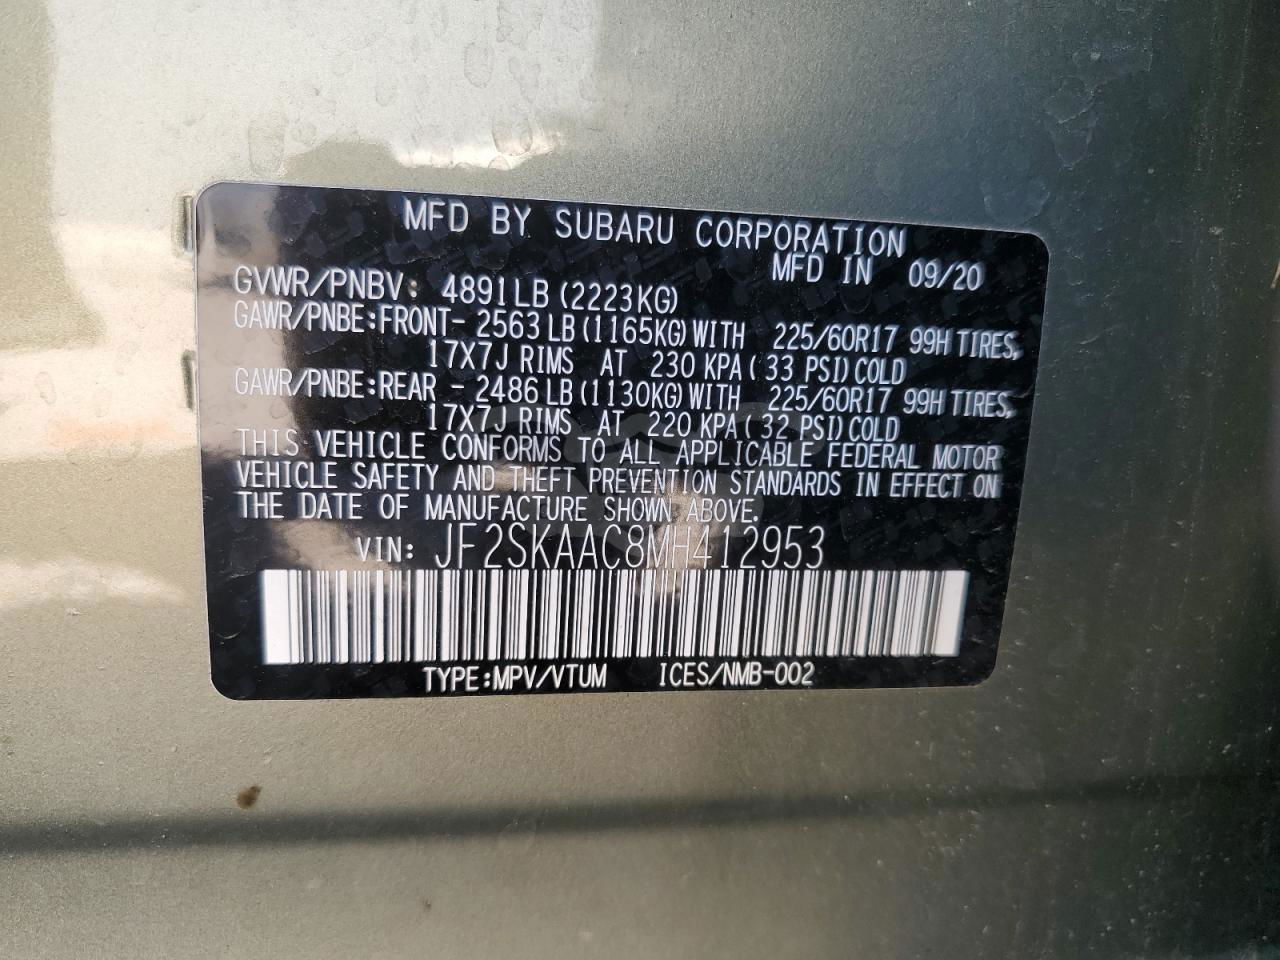 MFD BY SUBARU CORPORATION
MFD IN 09/20
GVWR/PNBV: 4891LB (2223KG)
GAWR/PNBE:FRONT- 2563 LB (1165KG) WITH 225/60R17 99H TIRES,
17X7J RIMS AT 230 KPA ( 33 PSI) COLD
GAWR/PNBE:REAR - 2486 LB (1130KG) WITH 225/60R17 99H TIRES,
17X7J RIMS AT 220 KPA ( 32 PSI) COLD
THIS VEHICLE CONFORMS TO ALL APPLICABLE FEDERAL MOTOR
VEHICLE SAFETY AND THEFT PREVENTION STANDARDS IN EFFECT ON
THE DATE OF MANUFACTURE SHOWN ABOVE.
VIN: JF2SKAAC8MH412953
TYPE:MPV/VTUM ICES/NMB-002